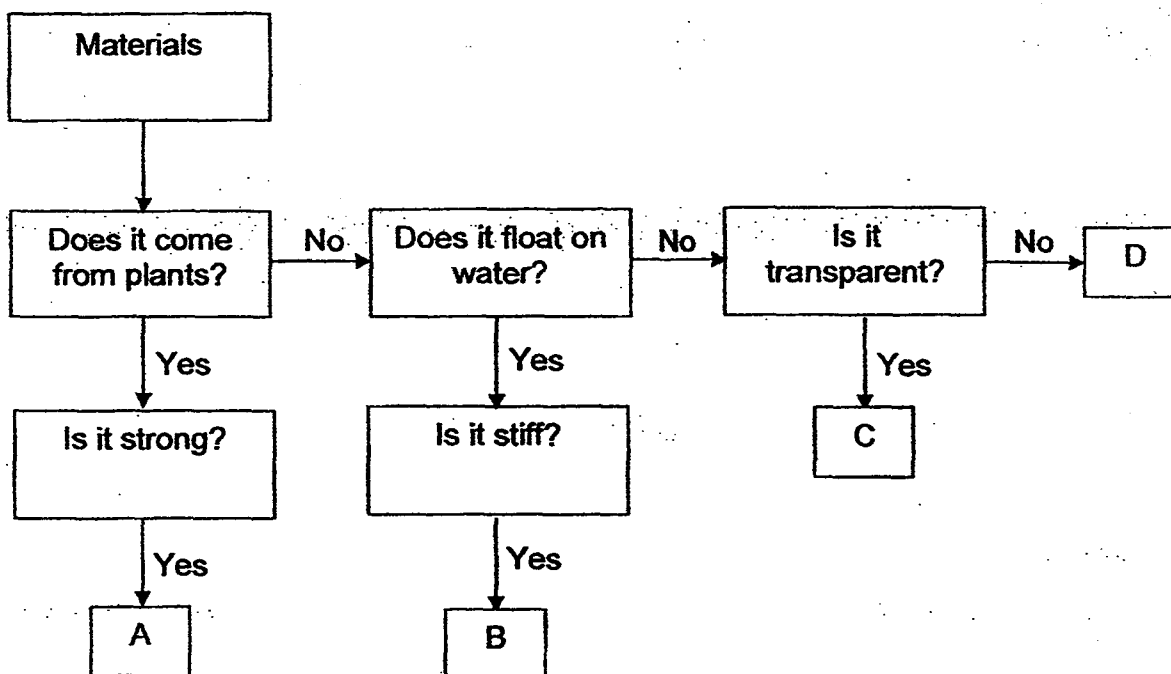 Materials
Does it come
from plants?
No
Does it float on
water?
No
Is it
transparent?
No
D
Yes
Yes
Yes
Is it strong?
Is it stiff?
C
Yes
Yes
A
B